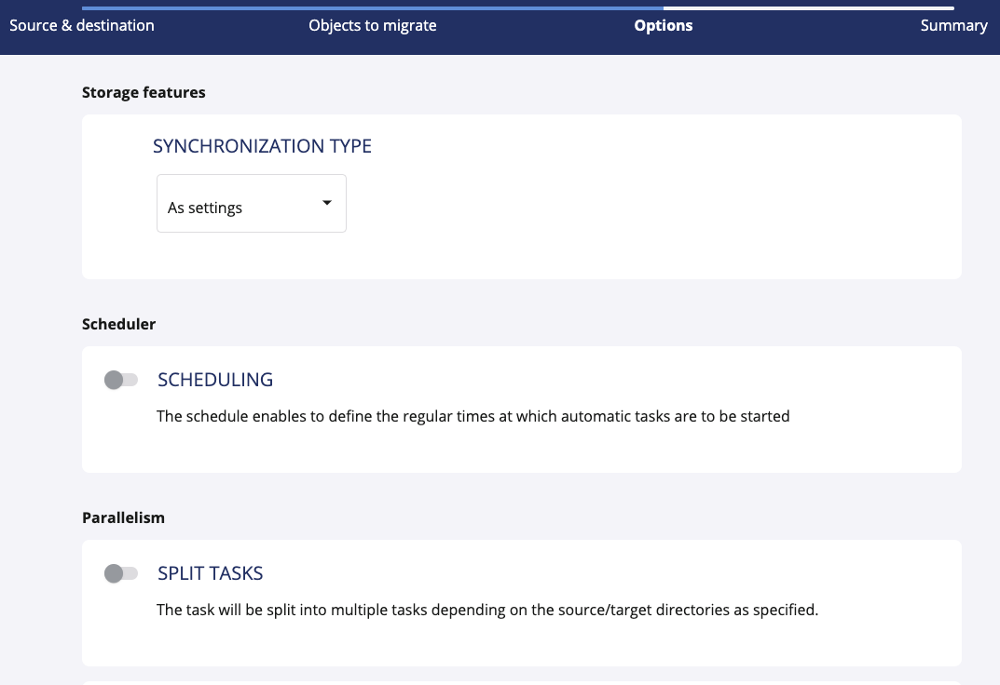 Source & destination
Objects to migrate
Options
Summary
Storage features
SYNCHRONIZATION TYPE
As settings
Scheduler
SCHEDULING
The schedule enables to define the regular times at which automatic tasks are to be started
Parallelism
SPLIT TASKS
The task will be split into multiple tasks depending on the source/target directories as specified.